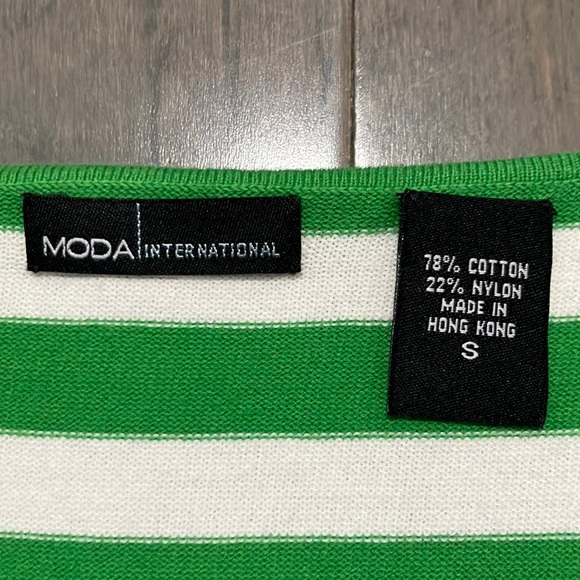 MODA INTERNATIONAL
78% COTTON
22% NYLON
MADE IN
HONG KONG
S